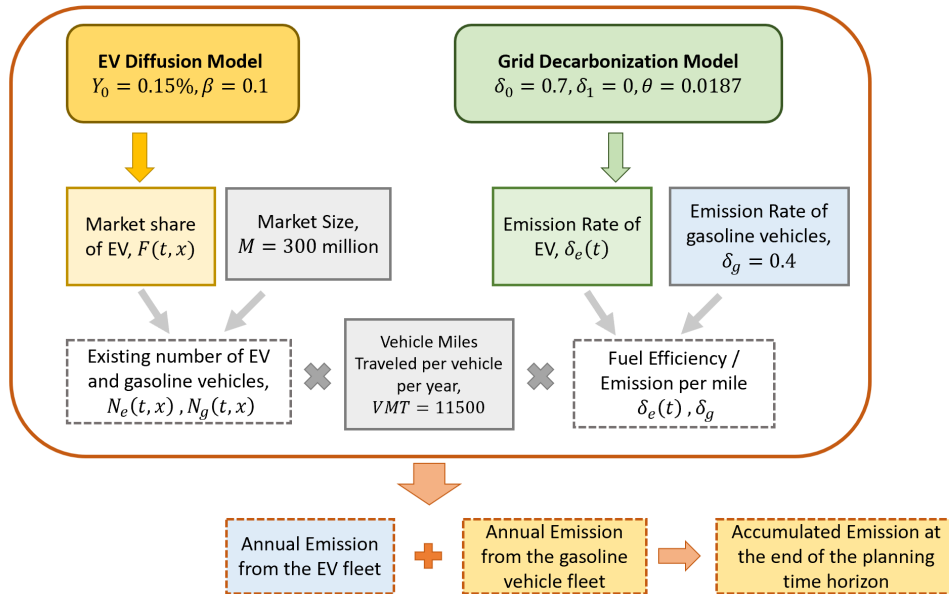 EV Diffusion Model
Y₀ = 0.15%, β = 0.1
Grid Decarbonization Model
δ₀ = 0.7, δ₁ = 0, θ = 0.0187
Market share
of EV, F(t, x)
Market Size,
M = 300 million
Emission Rate of
EV, δₑ(t)
Emission Rate of
gasoline vehicles,
δ_g = 0.4
Existing number of EV
and gasoline vehicles,
Nₑ(t, x) , N_g(t, x)
Vehicle Miles
Traveled per vehicle
per year,
VMT = 11500
Fuel Efficiency /
Emission per mile
δₑ(t) , δ_g
Annual Emission
from the EV fleet
Annual Emission
from the gasoline
vehicle fleet
Accumulated Emission at
the end of the planning
time horizon